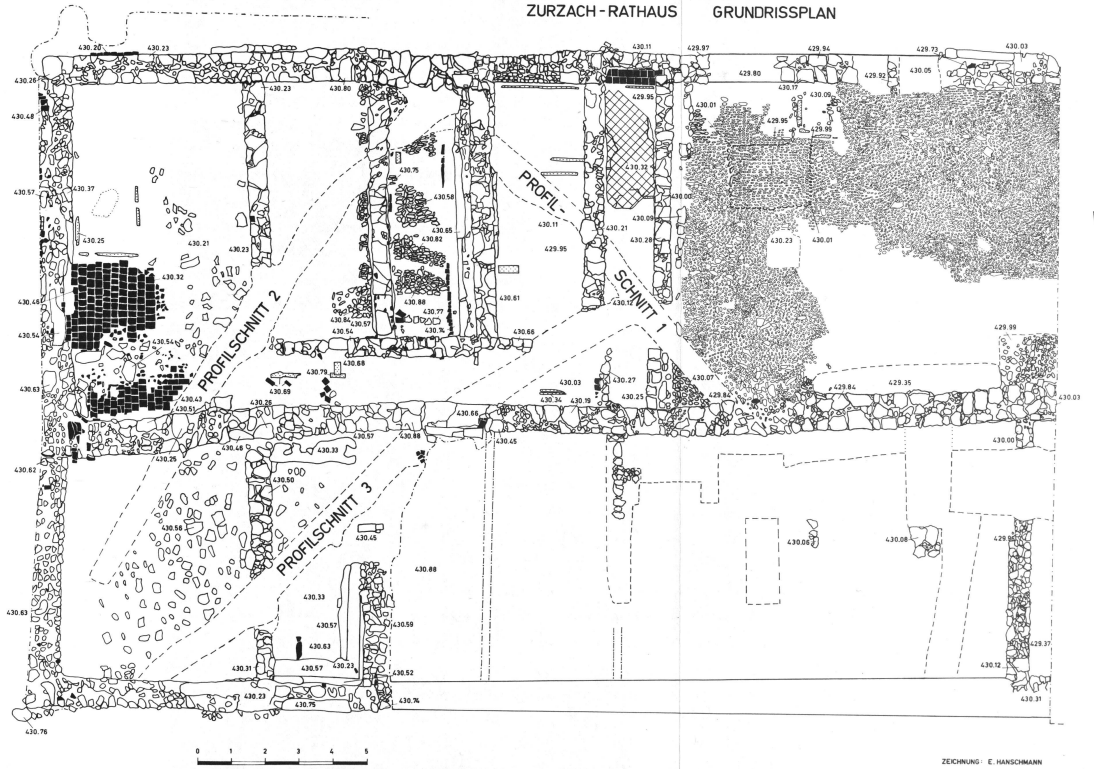 ZURZACH - RATHAUS GRUNDRISSPLAN
430.20 430.23 430.11 429.97 429.94 429.73 430.03
430.26 430.23 430.80 429.95 429.80 430.17 429.92 430.05
430.48 430.01 429.95 430.09 429.99
430.57 430.37 430.75 430.58 PROFIL- 430.32 430.00
430.25 430.21 430.23 430.65 430.82 430.11 429.95 430.09 430.21 430.28 430.23 430.01
430.32 PROFILSCHNITT 2 SCHNITT 1
430.46 430.88 430.61 430.12
430.54 430.84 430.57 430.77 430.54 430.74 430.66 429.99
430.54 430.79 430.68
430.63 430.43 430.69 430.03 430.27 430.07 429.84 429.35
430.51 430.26 430.66 430.34 430.19 430.25 429.84 430.03
430.62 430.25 430.46 430.57 430.88 430.45 430.00
430.33
430.50
430.56 PROFILSCHNITT 3 430.45 430.06 430.08
430.88
430.63 430.33 430.57 430.59
430.63 429.37
430.31 430.57 430.23 430.52 430.12
430.23 430.75 430.74 430.31
430.76
0 1 2 3 4 5
ZEICHNUNG: E. HANSCHMANN